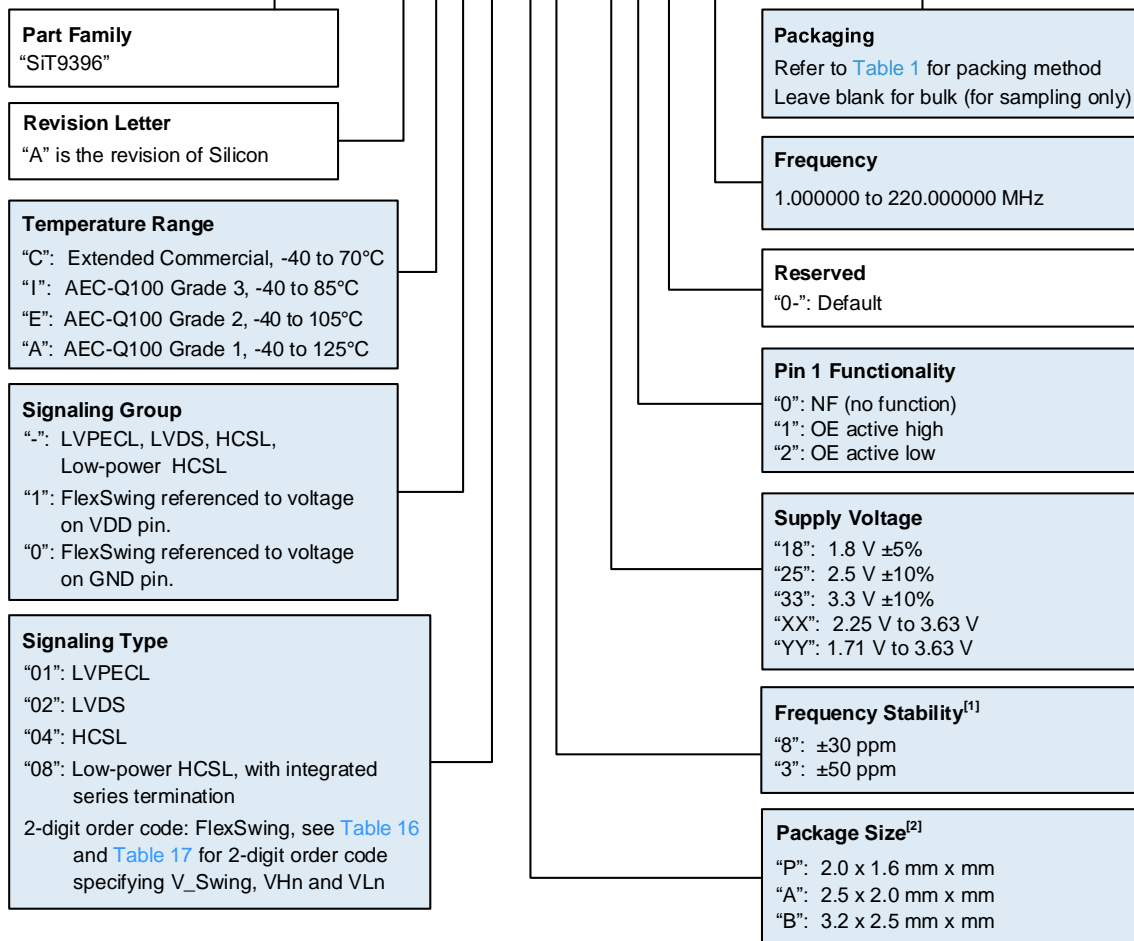 Part Family
“SiT9396”
Revision Letter
“A” is the revision of Silicon
Temperature Range
“C”: Extended Commercial, -40 to 70°C
“I”: AEC-Q100 Grade 3, -40 to 85°C
“E”: AEC-Q100 Grade 2, -40 to 105°C
“A”: AEC-Q100 Grade 1, -40 to 125°C
Signaling Group
“-”: LVPECL, LVDS, HCSL,
Low-power HCSL
“1”: FlexSwing referenced to voltage
on VDD pin.
“0”: FlexSwing referenced to voltage
on GND pin.
Signaling Type
“01”: LVPECL
“02”: LVDS
“04”: HCSL
“08”: Low-power HCSL, with integrated
series termination
2-digit order code: FlexSwing, see Table 16
and Table 17 for 2-digit order code
specifying V_Swing, VHn and VLn
Packaging
Refer to Table 1 for packing method
Leave blank for bulk (for sampling only)
Frequency
1.000000 to 220.000000 MHz
Reserved
“0-”: Default
Pin 1 Functionality
“0”: NF (no function)
“1”: OE active high
“2”: OE active low
Supply Voltage
“18”: 1.8 V ±5%
“25”: 2.5 V ±10%
“33”: 3.3 V ±10%
“XX”: 2.25 V to 3.63 V
“YY”: 1.71 V to 3.63 V
Frequency Stability[1]
“8”: ±30 ppm
“3”: ±50 ppm
Package Size[2]
“P”: 2.0 x 1.6 mm x mm
“A”: 2.5 x 2.0 mm x mm
“B”: 3.2 x 2.5 mm x mm